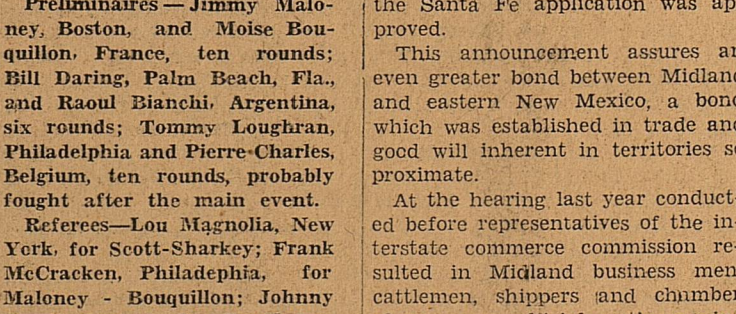 Preliminaires — Jimmy Malo-
ney, Boston, and Moise Bou-
quillon, France, ten rounds;
Bill Daring, Palm Beach, Fla.,
and Raoul Bianchi, Argentina,
six rounds; Tommy Loughran,
Philadelphia and Pierre Charles,
Belgium, ten rounds, probably
fought after the main event.
Referees—Lou Magnolia, New
York, for Scott-Sharkey; Frank
McCracken, Philadephia, for
Maloney - Bouquillon; Johnny
the Santa Fe application was ap
proved.
This announcement assures an
even greater bond between Midland
and eastern New Mexico, a bond
which was established in trade and
good will inherent in territories so
proximate.
At the hearing last year conduct-
ed before representatives of the in-
terstate commerce commission re-
sulted in Midland business men
cattlemen, shippers and chamber